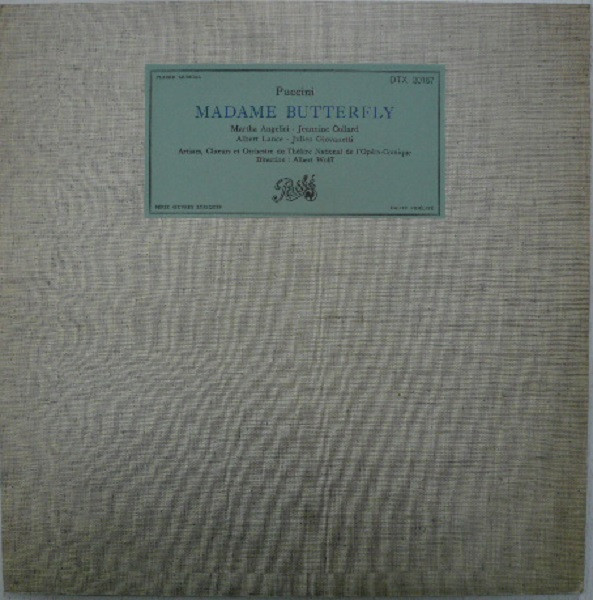 DTX 30167
Puccini
MADAME BUTTERFLY
Martha Angelici - Jeannine Collard
Albert Lance - Julien Giovannetti
Artistes, Chœurs et Orchestre du Théâtre National de l'Opéra-Comique
Direction : Albert Wolff
Pathé